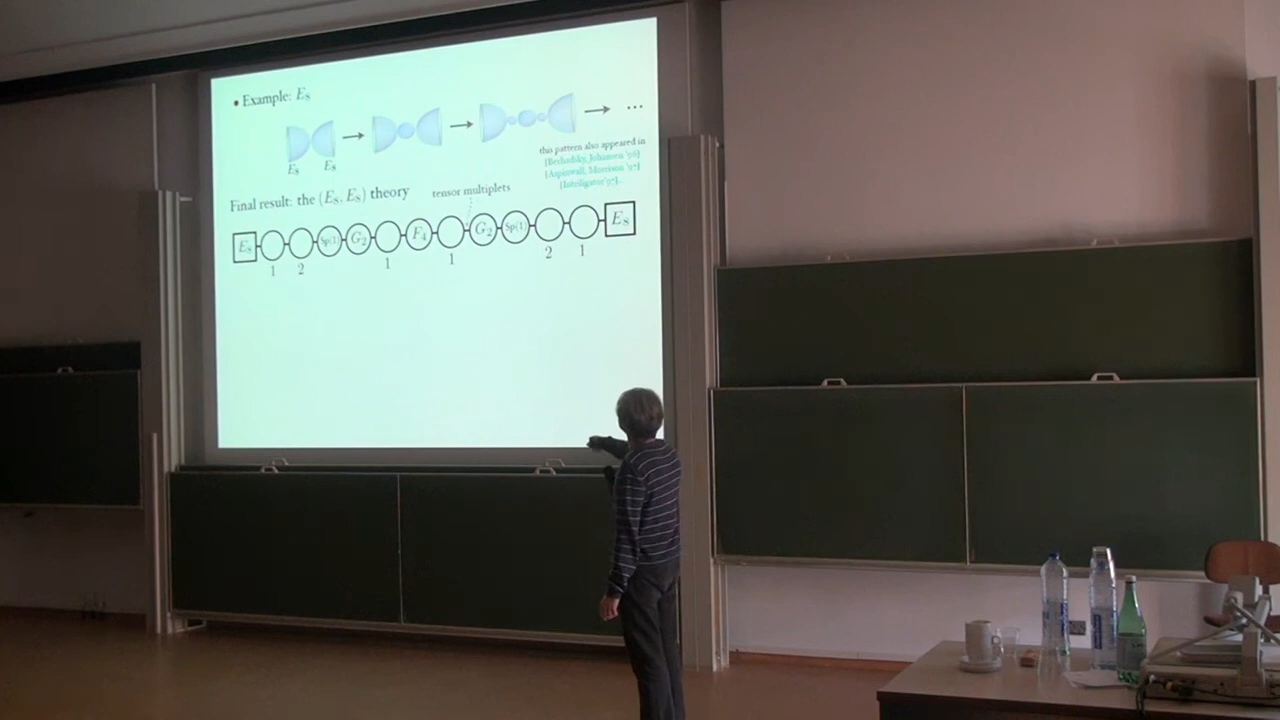 • Example: E₈
E₈ E₈
...
this pattern also appeared in
[Bershadsky, Johansen '96]
[Aspinwall, Morrison '97]
[Intriligator '97]...
Final result: the (E₈, E₈) theory
tensor multiplets
E₈ Sp(1) G₂ F₄ G₂ Sp(1) E₈
1 2 1 1 2 1